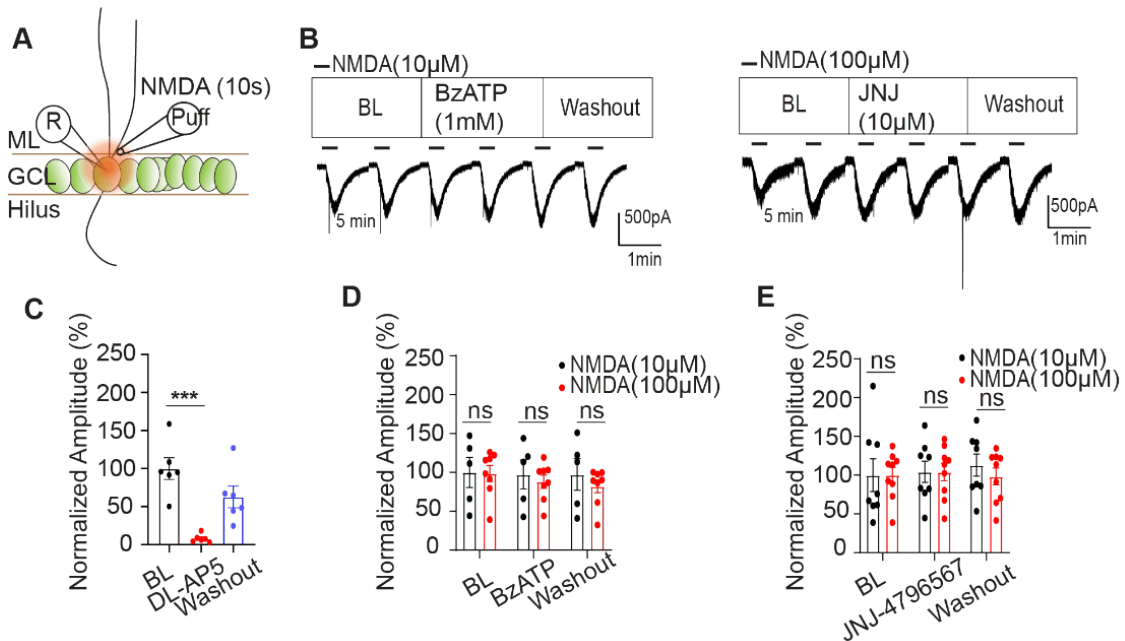 A
NMDA (10s)
R
Puff
ML
GCL
Hilus
B
NMDA(10µM)
BL
BzATP
(1mM)
Washout
5 min
500pA
1min
NMDA(100µM)
BL
JNJ
(10µM)
Washout
5 min
500pA
1min
C
Normalized Amplitude (%)
250
200
150
100
50
0
***
BL
DL-AP5
Washout
D
Normalized Amplitude (%)
250
200
150
100
50
0
NMDA(10µM)
NMDA(100µM)
ns
ns
ns
BL
BzATP
Washout
E
Normalized Amplitude (%)
250
200
150
100
50
0
NMDA(10µM)
NMDA(100µM)
ns
ns
ns
BL
JNJ-4796567
Washout